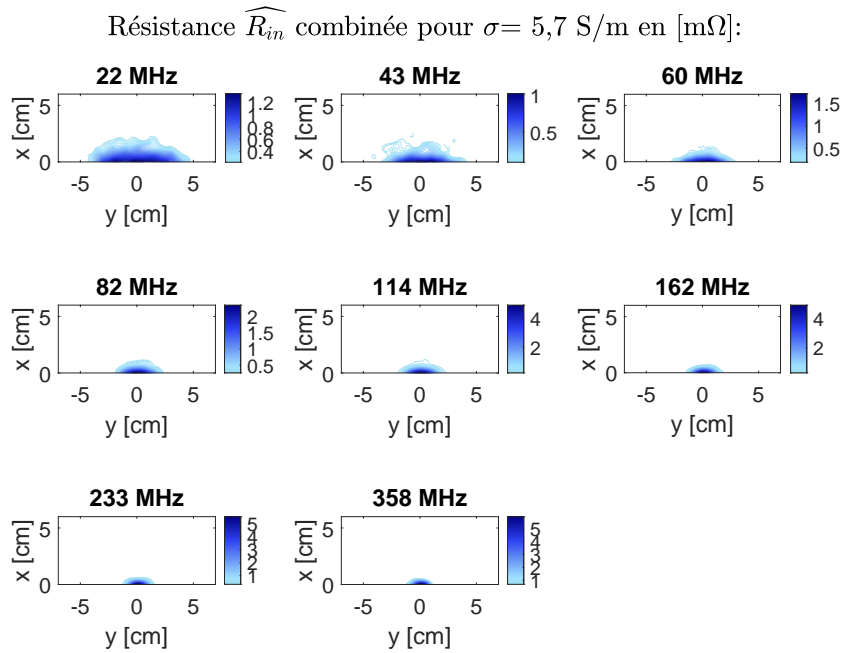 Résistance $\widehat{R_{in}}$ combinée pour σ= 5,7 S/m en [mΩ]:
22 MHz
x [cm]
5
0
-5 0 5
y [cm]
1.2
0.8
0.6
0.4
43 MHz
x [cm]
5
0
-5 0 5
y [cm]
1
0.5
60 MHz
x [cm]
5
0
-5 0 5
y [cm]
1.5
1
0.5
82 MHz
x [cm]
5
0
-5 0 5
y [cm]
2
1.5
1
0.5
114 MHz
x [cm]
5
0
-5 0 5
y [cm]
4
2
162 MHz
x [cm]
5
0
-5 0 5
y [cm]
4
2
233 MHz
x [cm]
5
0
-5 0 5
y [cm]
5
4
3
2
1
358 MHz
x [cm]
5
0
-5 0 5
y [cm]
5
4
3
2
1